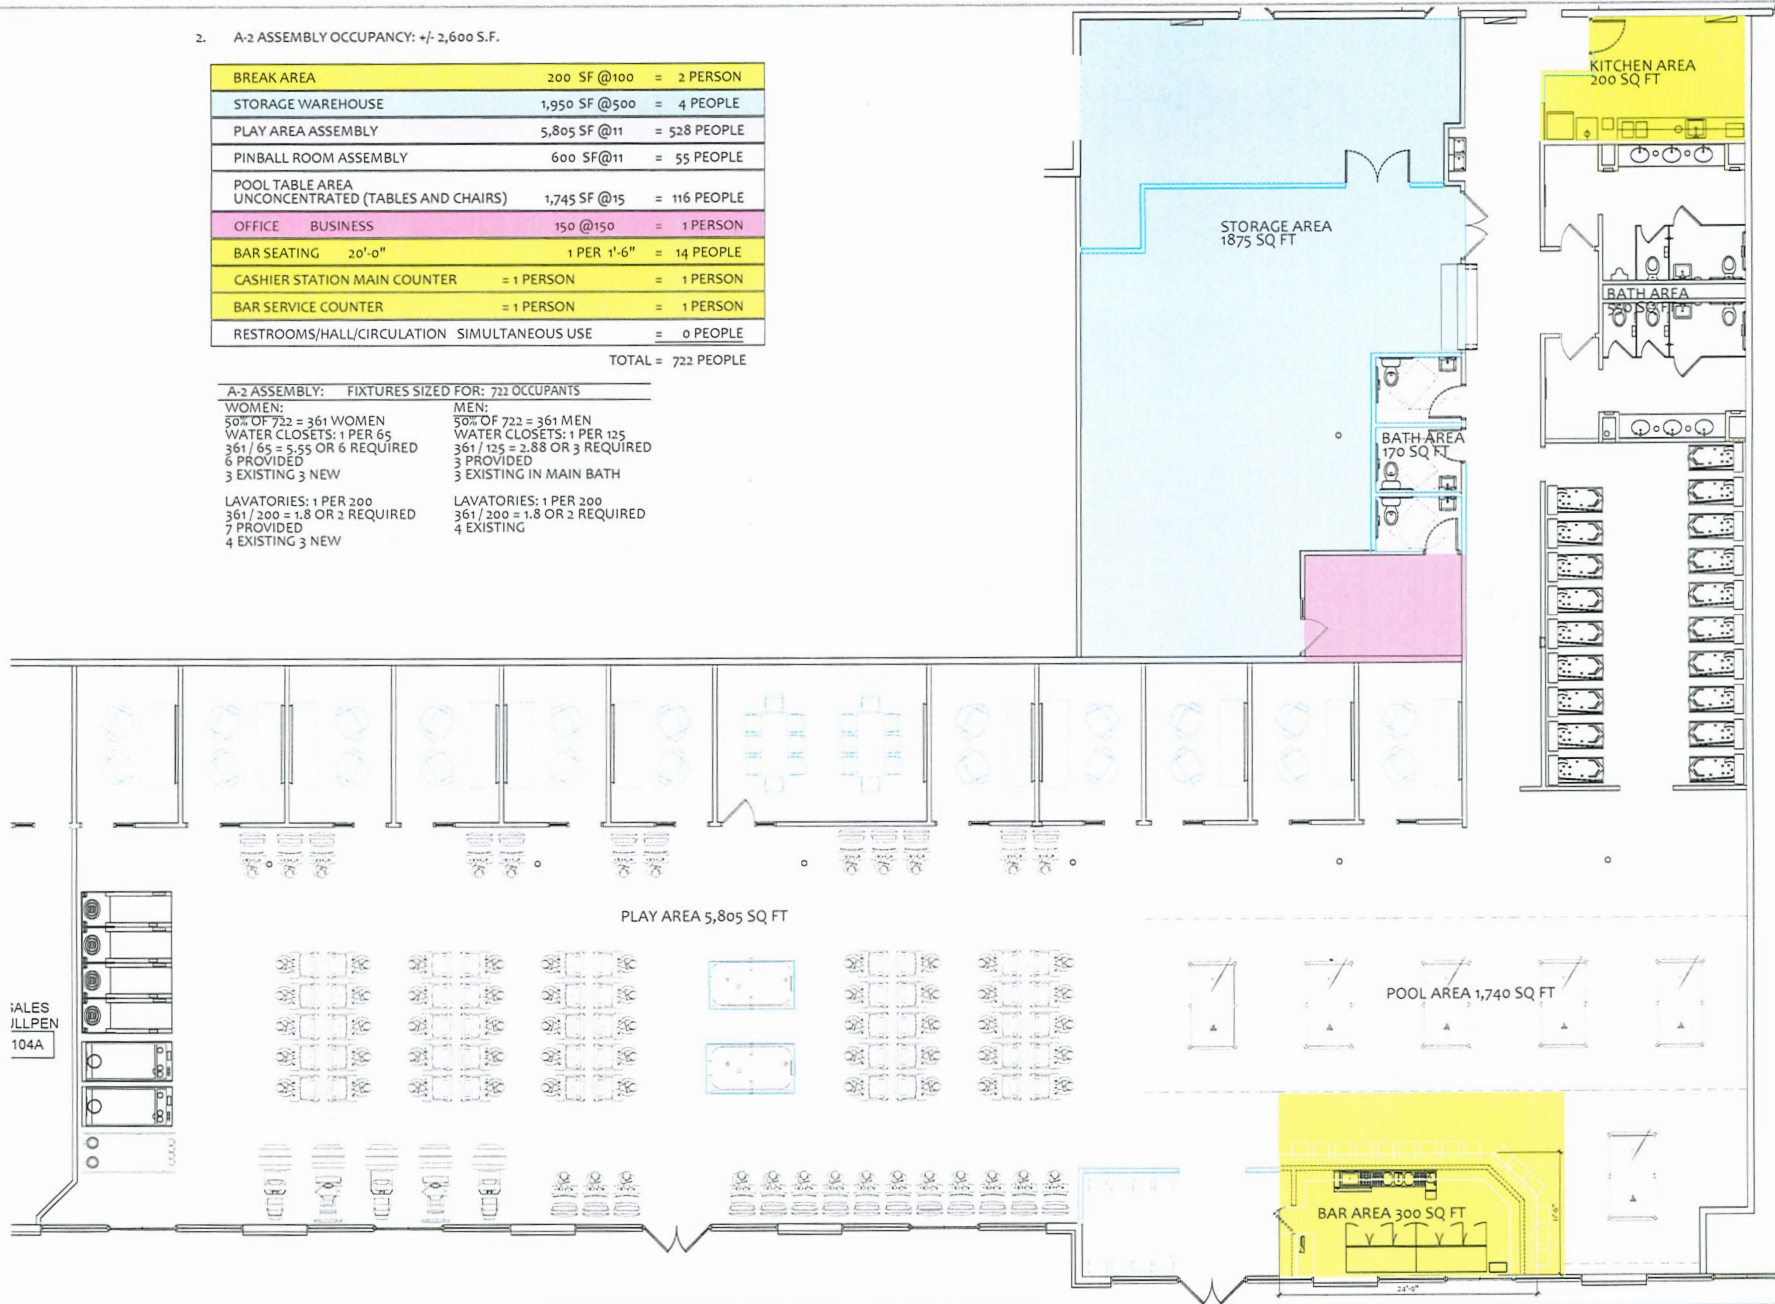 2. A-2 ASSEMBLY OCCUPANCY: +/- 2,600 S.F.
BREAK AREA 200 SF @100 = 2 PERSON
STORAGE WAREHOUSE 1,950 SF @500 = 4 PEOPLE
PLAY AREA ASSEMBLY 5,805 SF @11 = 528 PEOPLE
PINBALL ROOM ASSEMBLY 600 SF@11 = 55 PEOPLE
POOL TABLE AREA
UNCONCENTRATED (TABLES AND CHAIRS) 1,745 SF @15 = 116 PEOPLE
OFFICE BUSINESS 150 @150 = 1 PERSON
BAR SEATING 20'-0" 1 PER 1'-6" = 14 PEOPLE
CASHIER STATION MAIN COUNTER = 1 PERSON = 1 PERSON
BAR SERVICE COUNTER = 1 PERSON = 1 PERSON
RESTROOMS/HALL/CIRCULATION SIMULTANEOUS USE = 0 PEOPLE
TOTAL = 722 PEOPLE
A-2 ASSEMBLY: FIXTURES SIZED FOR: 722 OCCUPANTS
WOMEN:
50% OF 722 = 361 WOMEN
WATER CLOSETS: 1 PER 65
361 / 65 = 5.55 OR 6 REQUIRED
6 PROVIDED
3 EXISTING 3 NEW
LAVATORIES: 1 PER 200
361 / 200 = 1.8 OR 2 REQUIRED
7 PROVIDED
4 EXISTING 3 NEW
MEN:
50% OF 722 = 361 MEN
WATER CLOSETS: 1 PER 125
361 / 125 = 2.88 OR 3 REQUIRED
3 PROVIDED
3 EXISTING IN MAIN BATH
LAVATORIES: 1 PER 200
361 / 200 = 1.8 OR 2 REQUIRED
4 EXISTING
KITCHEN AREA
200 SQ FT
STORAGE AREA
1875 SQ FT
BATH AREA
SQ FT
BATH AREA
170 SQ FT
PLAY AREA 5,805 SQ FT
POOL AREA 1,740 SQ FT
SALES
ULLPEN
104A
BAR AREA 300 SQ FT
24'-0"